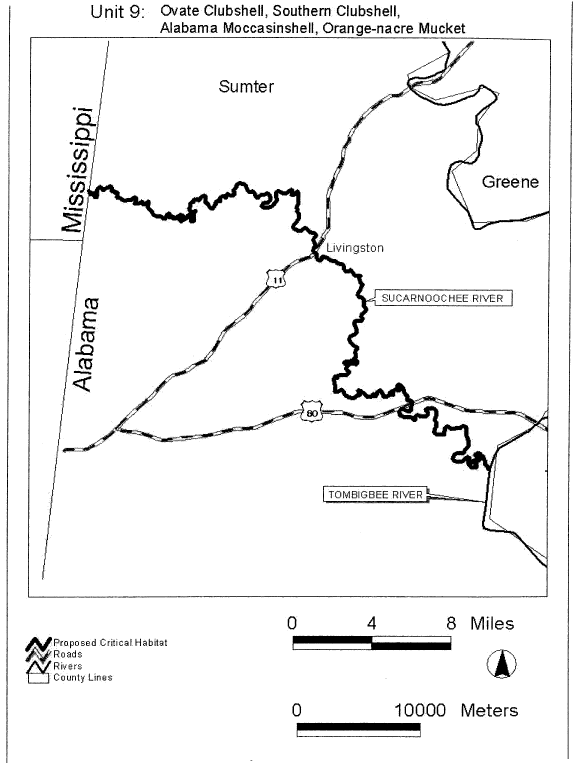 Unit 9: Ovate Clubshell, Southern Clubshell,
Alabama Moccasinshell, Orange-nacre Mucket
Sumter
Mississippi
Greene
Livingston
11
SUCARNOOCHEE RIVER
Alabama
80
TOMBIGBEE RIVER
0 4 8 Miles
Proposed Critical Habitat
Roads
Rivers
County Lines
0 10000 Meters